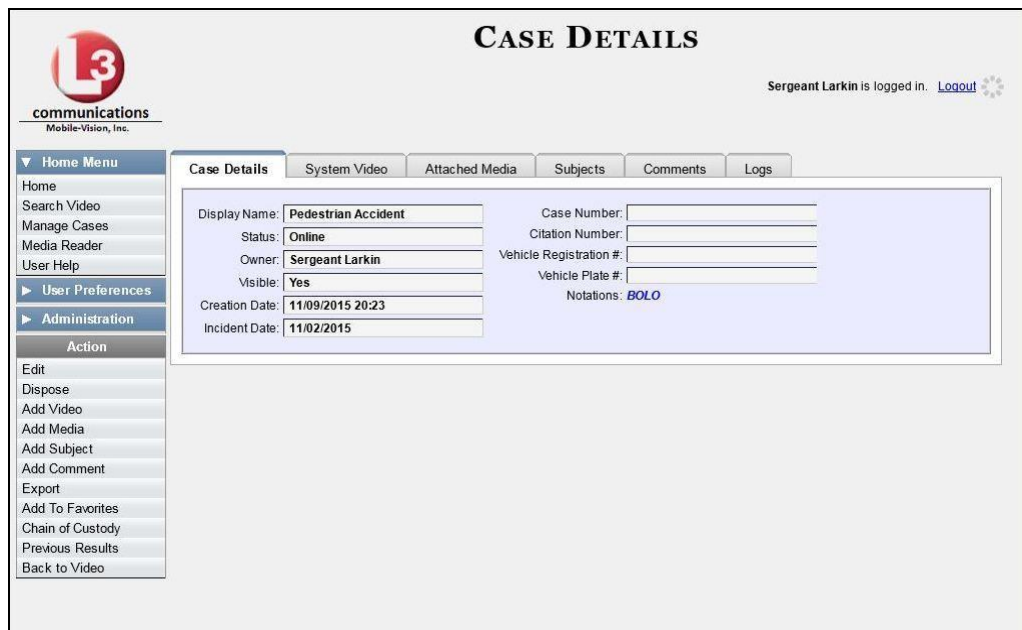 CASE DETAILS
L3
communications
Mobile-Vision, Inc.
Sergeant Larkin is logged in. Logout
▼ Home Menu
Home
Search Video
Manage Cases
Media Reader
User Help
▶ User Preferences
▶ Administration
Action
Edit
Dispose
Add Video
Add Media
Add Subject
Add Comment
Export
Add To Favorites
Chain of Custody
Previous Results
Back to Video
Case Details System Video Attached Media Subjects Comments Logs
Display Name: Pedestrian Accident
Status: Online
Owner: Sergeant Larkin
Visible: Yes
Creation Date: 11/09/2015 20:23
Incident Date: 11/02/2015
Case Number:
Citation Number:
Vehicle Registration #:
Vehicle Plate #:
Notations: BOLO